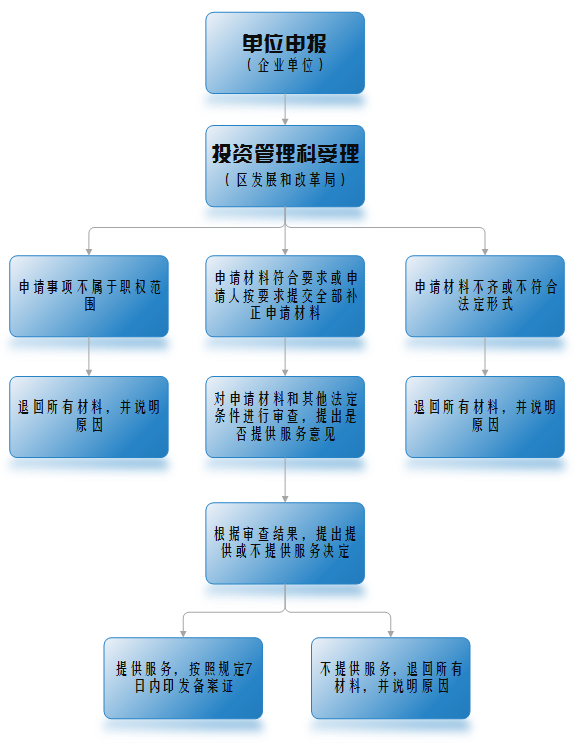 单位申报
（企业单位）
投资管理科受理
（区发展和改革局）
申请事项不属于职权范
围
申请材料符合要求或申
请人按要求提交全部补
正申请材料
申请材料不齐或不符合
法定形式
退回所有材料，并说明
原因
对申请材料和其他法定
条件进行审查，提出是
否提供服务意见
退回所有材料，并说明
原因
根据审查结果，提出提
供或不提供服务决定
提供服务，按照规定7
日内印发备案证
不提供服务，退回所有
材料，并说明原因